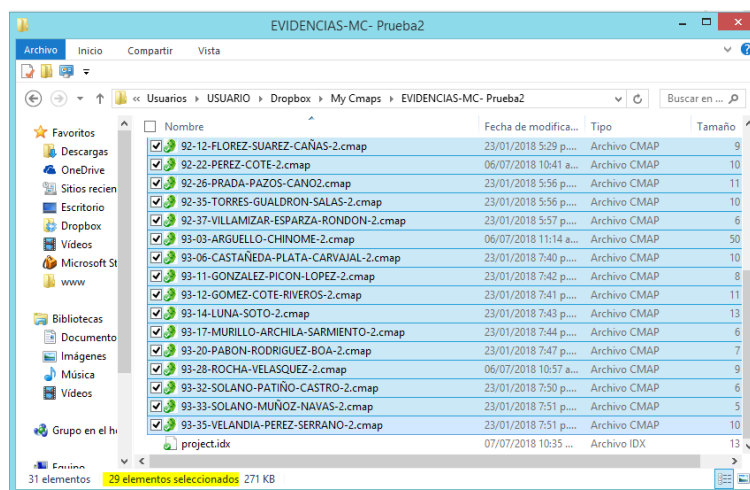 EVIDENCIAS-MC- Prueba2
Archivo Inicio Compartir Vista
« Usuarios USUARIO Dropbox My Cmaps EVIDENCIAS-MC- Prueba2 Buscar en ...
Favoritos
Descargas
OneDrive
Sitios recien
Escritorio
Dropbox
Vídeos
Microsoft St
www
Bibliotecas
Documento
Imágenes
Música
Vídeos
Grupo en el h
Equipo
Nombre Fecha de modifica... Tipo Tamaño
92-12-FLOREZ-SUAREZ-CAÑAS-2.cmap 23/01/2018 5:29 p.... Archivo CMAP 9
92-22-PEREZ-COTE-2.cmap 06/07/2018 10:41 a... Archivo CMAP 10
92-26-PRADA-PAZOS-CANO2.cmap 23/01/2018 5:56 p.... Archivo CMAP 11
92-35-TORRES-GUALDRON-SALAS-2.cmap 23/01/2018 5:56 p.... Archivo CMAP 10
92-37-VILLAMIZAR-ESPARZA-RONDON-2.cmap 23/01/2018 5:57 p.... Archivo CMAP 6
93-03-ARGUELLO-CHINOME-2.cmap 06/07/2018 11:14 a... Archivo CMAP 50
93-06-CASTAÑEDA-PLATA-CARVAJAL-2.cmap 23/01/2018 7:40 p.... Archivo CMAP 10
93-11-GONZALEZ-PICON-LOPEZ-2.cmap 23/01/2018 7:42 p.... Archivo CMAP 8
93-12-GOMEZ-COTE-RIVEROS-2.cmap 23/01/2018 7:41 p.... Archivo CMAP 11
93-14-LUNA-SOTO-2.cmap 23/01/2018 7:43 p.... Archivo CMAP 13
93-17-MURILLO-ARCHILA-SARMIENTO-2.cmap 23/01/2018 7:44 p.... Archivo CMAP 6
93-20-PABON-RODRIGUEZ-BOA-2.cmap 23/01/2018 7:47 p.... Archivo CMAP 7
93-28-ROCHA-VELASQUEZ-2.cmap 06/07/2018 10:57 a... Archivo CMAP 9
93-32-SOLANO-PATIÑO-CASTRO-2.cmap 23/01/2018 7:50 p.... Archivo CMAP 6
93-33-SOLANO-MUÑOZ-NAVAS-2.cmap 23/01/2018 7:51 p.... Archivo CMAP 5
93-35-VELANDIA-PEREZ-SERRANO-2.cmap 23/01/2018 7:51 p.... Archivo CMAP 10
project.idx 07/07/2018 10:35 ... Archivo IDX 13
31 elementos 29 elementos seleccionados 271 KB